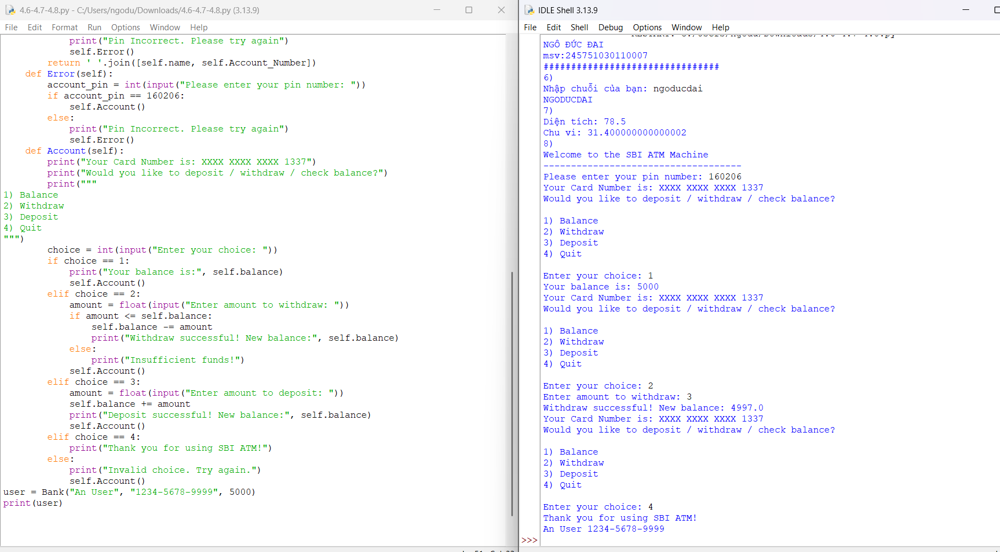 4.6-4.7-4.8.py - C:/Users/ngodu/Downloads/4.6-4.7-4.8.py (3.13.9)
File Edit Format Run Options Window Help
            print("Pin Incorrect. Please try again")
            self.Error()
        return ' '.join([self.name, self.Account_Number])
    def Error(self):
        account_pin = int(input("Please enter your pin number: "))
        if account_pin == 160206:
            self.Account()
        else:
            print("Pin Incorrect. Please try again")
            self.Error()
    def Account(self):
        print("Your Card Number is: XXXX XXXX XXXX 1337")
        print("Would you like to deposit / withdraw / check balance?")
        print("""
1) Balance
2) Withdraw
3) Deposit
4) Quit
""")
        choice = int(input("Enter your choice: "))
        if choice == 1:
            print("Your balance is:", self.balance)
            self.Account()
        elif choice == 2:
            amount = float(input("Enter amount to withdraw: "))
            if amount <= self.balance:
                self.balance -= amount
                print("Withdraw successful! New balance:", self.balance)
            else:
                print("Insufficient funds!")
            self.Account()
        elif choice == 3:
            amount = float(input("Enter amount to deposit: "))
            self.balance += amount
            print("Deposit successful! New balance:", self.balance)
            self.Account()
        elif choice == 4:
            print("Thank you for using SBI ATM!")
        else:
            print("Invalid choice. Try again.")
            self.Account()
user = Bank("An User", "1234-5678-9999", 5000)
print(user)
IDLE Shell 3.13.9
File Edit Shell Debug Options Window Help
NGÔ ĐỨC ĐẠI
msv:245751030110007
################################
6)
Nhập chuỗi của bạn: ngoducdai
NGODUCDAI
7)
Diện tích: 78.5
Chu vi: 31.400000000000002
8)
Welcome to the SBI ATM Machine
------------------------------------
Please enter your pin number: 160206
Your Card Number is: XXXX XXXX XXXX 1337
Would you like to deposit / withdraw / check balance?
1) Balance
2) Withdraw
3) Deposit
4) Quit
Enter your choice: 1
Your balance is: 5000
Your Card Number is: XXXX XXXX XXXX 1337
Would you like to deposit / withdraw / check balance?
1) Balance
2) Withdraw
3) Deposit
4) Quit
Enter your choice: 2
Enter amount to withdraw: 3
Withdraw successful! New balance: 4997.0
Your Card Number is: XXXX XXXX XXXX 1337
Would you like to deposit / withdraw / check balance?
1) Balance
2) Withdraw
3) Deposit
4) Quit
Enter your choice: 4
Thank you for using SBI ATM!
An User 1234-5678-9999
>>>